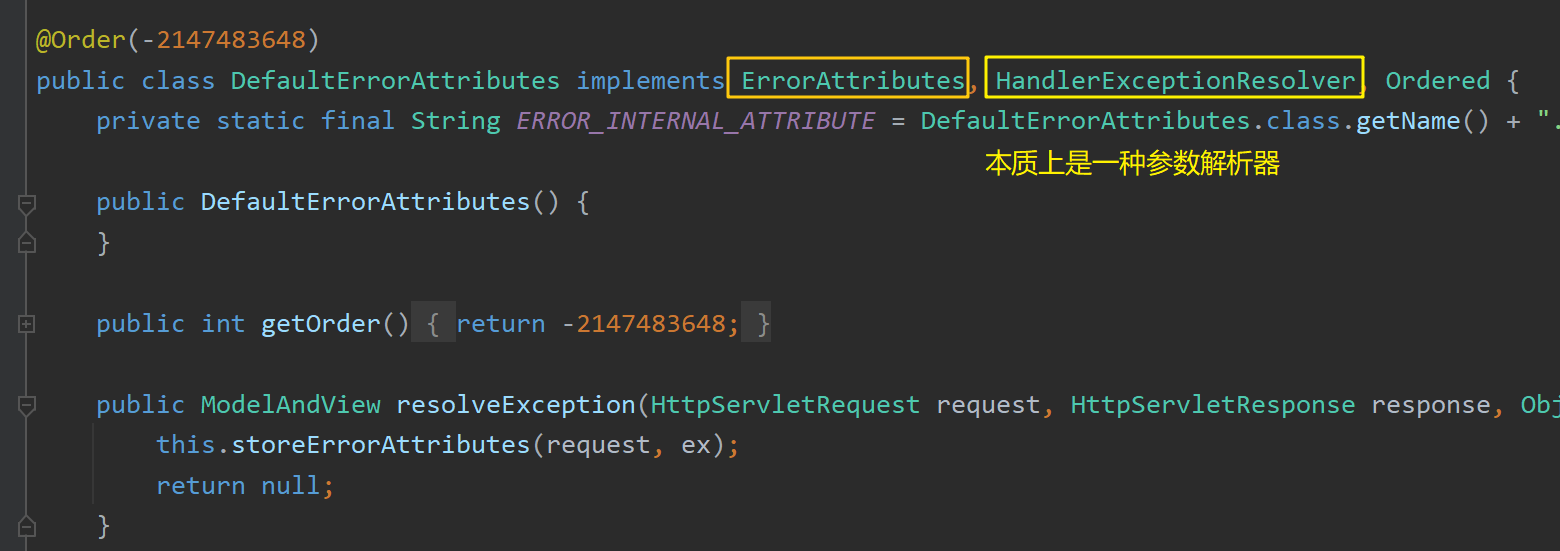 @Order(-2147483648)
public class DefaultErrorAttributes implements ErrorAttributes, HandlerExceptionResolver, Ordered {
private static final String ERROR_INTERNAL_ATTRIBUTE = DefaultErrorAttributes.class.getName() + ".
本质上是一种参数解析器
public DefaultErrorAttributes() {
}
public int getOrder() { return -2147483648; }
public ModelAndView resolveException(HttpServletRequest request, HttpServletResponse response, Obj
this.storeErrorAttributes(request, ex);
return null;
}